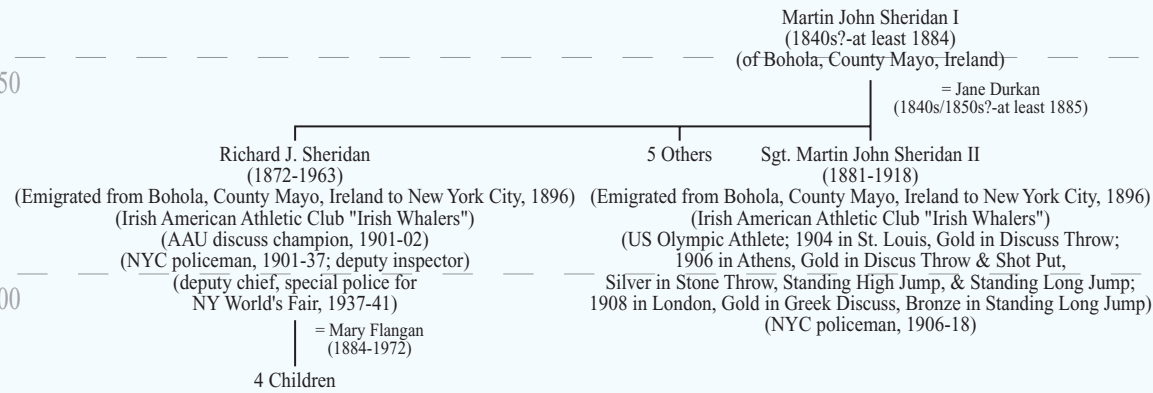 Martin John Sheridan I
(1840s?-at least 1884)
(of Bohola, County Mayo, Ireland)
50
= Jane Durkan
(1840s/1850s?-at least 1885)
Richard J. Sheridan
(1872-1963)
(Emigrated from Bohola, County Mayo, Ireland to New York City, 1896)
(Irish American Athletic Club "Irish Whalers")
(AAU discuss champion, 1901-02)
(NYC policeman, 1901-37; deputy inspector)
(deputy chief, special police for
NY World's Fair, 1937-41)
5 Others
Sgt. Martin John Sheridan II
(1881-1918)
(Emigrated from Bohola, County Mayo, Ireland to New York City, 1896)
(Irish American Athletic Club "Irish Whalers")
(US Olympic Athlete; 1904 in St. Louis, Gold in Discuss Throw;
1906 in Athens, Gold in Discus Throw & Shot Put,
Silver in Stone Throw, Standing High Jump, & Standing Long Jump;
1908 in London, Gold in Greek Discuss, Bronze in Standing Long Jump)
(NYC policeman, 1906-18)
00
= Mary Flangan
(1884-1972)
4 Children